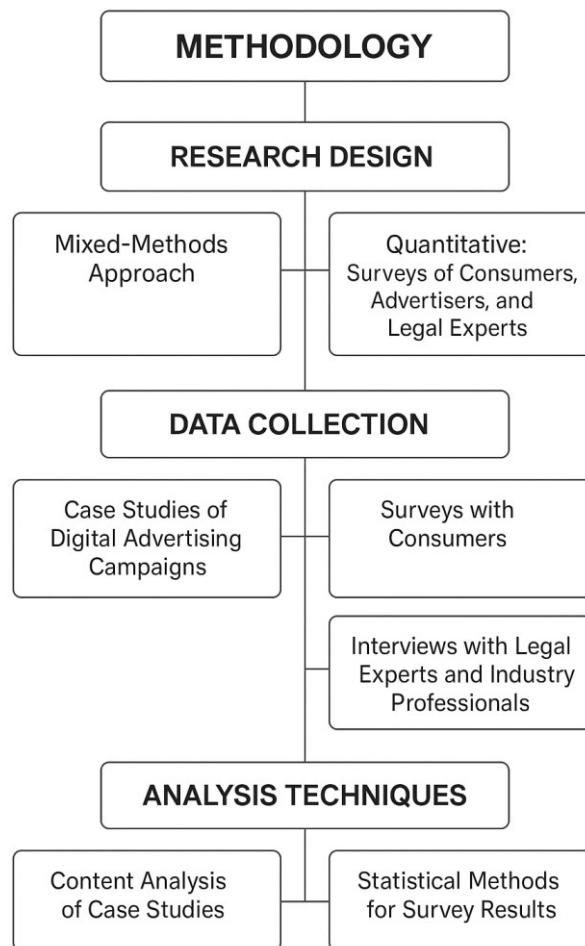 METHODOLOGY
RESEARCH DESIGN
Mixed-Methods
Approach
Quantitative:
Surveys of Consumers,
Advertisers, and
Legal Experts
DATA COLLECTION
Case Studies of
Digital Advertising
Campaigns
Surveys with
Consumers
Interviews with Legal
Experts and Industry
Professionals
ANALYSIS TECHNIQUES
Content Analysis
of Case Studies
Statistical Methods
for Survey Results